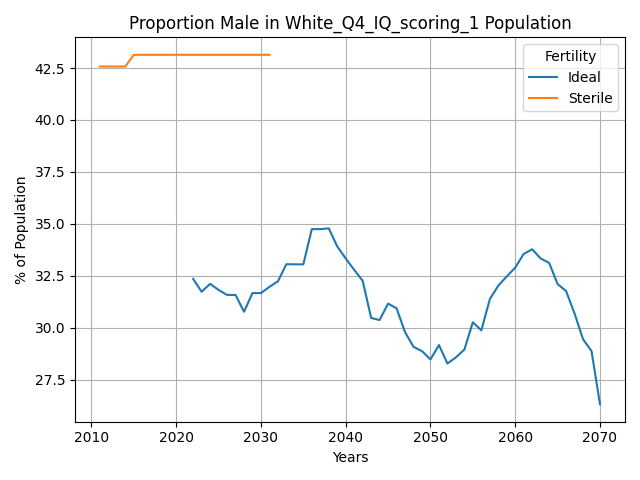 Proportion Male in White_Q4_IQ_scoring_1 Population
% of Population
42.5
40.0
37.5
35.0
32.5
30.0
27.5
Fertility
Ideal
Sterile
2010 2020 2030 2040 2050 2060 2070
Years